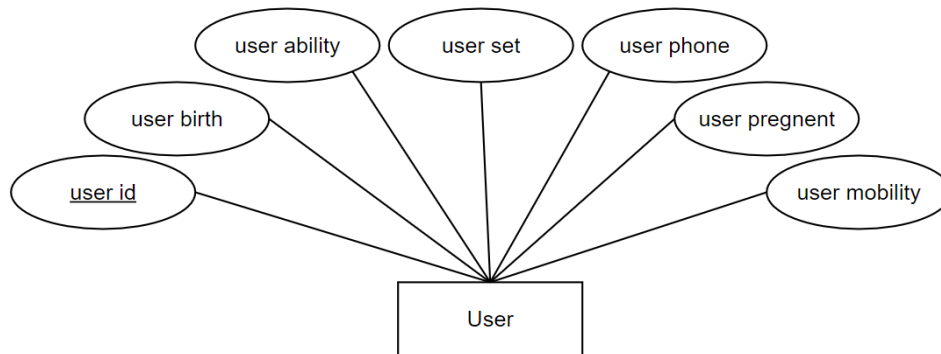 user ability
user set
user phone
user birth
user pregnent
user id
user mobility
User